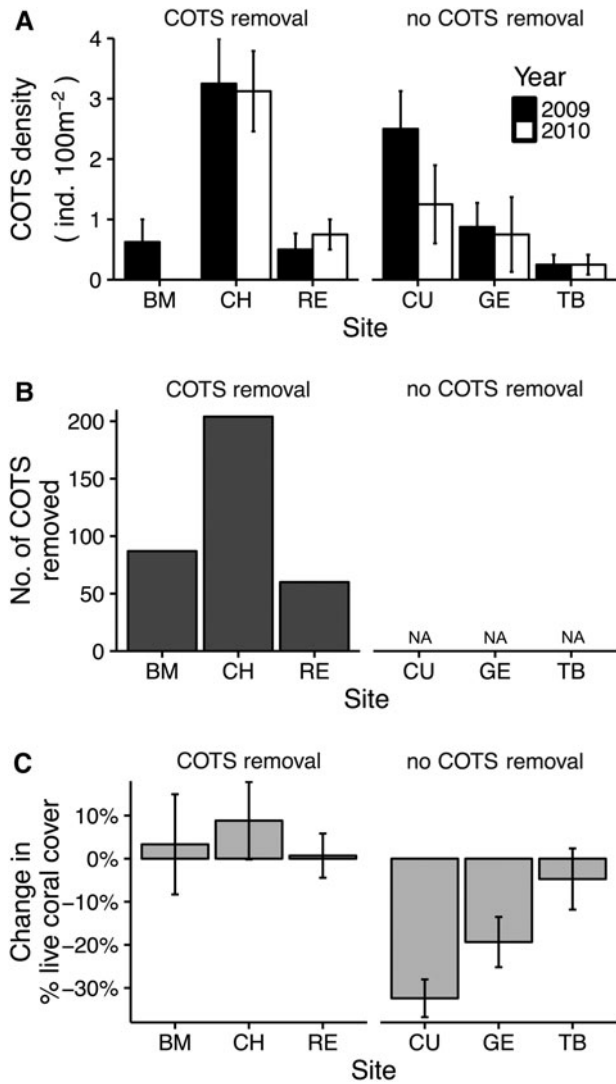 A
COTS removal
no COTS removal
COTS density
( ind. 100m⁻²
)
4
3
2
1
0
Year
2009
2010
BM CH RE
CU GE TB
Site
B
COTS removal
no COTS removal
No. of COTS
removed
200
150
100
50
0
NA NA NA
BM CH RE
CU GE TB
Site
C
COTS removal
no COTS removal
Change in
% live coral cover
10%
0%
−10%
−20%
−30%
BM CH RE
CU GE TB
Site